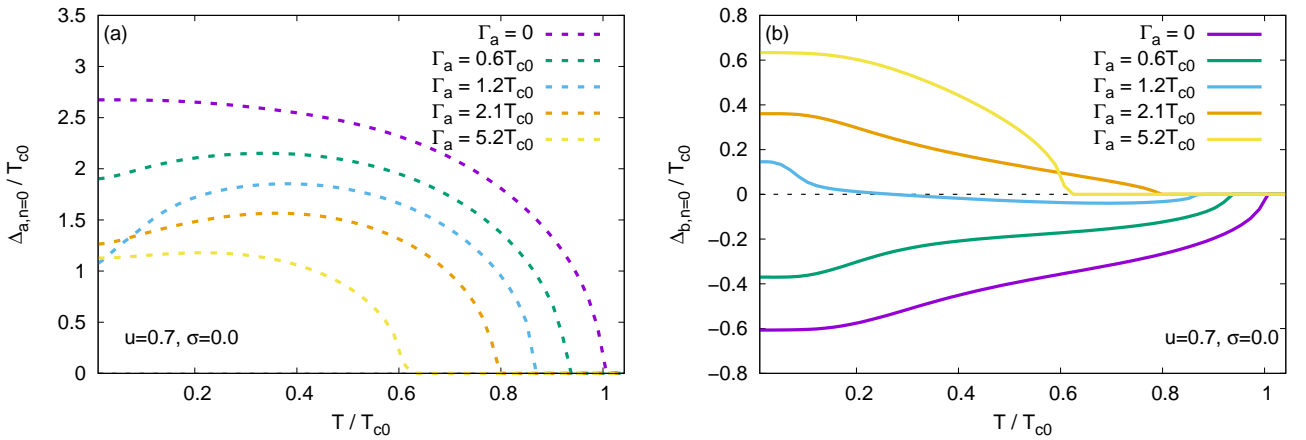 (a)
Γa = 0
Γa = 0.6Tc0
Γa = 1.2Tc0
Γa = 2.1Tc0
Γa = 5.2Tc0
3.5
3
2.5
2
1.5
1
0.5
0
Δa,n=0 / Tc0
u=0.7, σ=0.0
0.2 0.4 0.6 0.8 1
T / Tc0
(b)
Γa = 0
Γa = 0.6Tc0
Γa = 1.2Tc0
Γa = 2.1Tc0
Γa = 5.2Tc0
0.8
0.6
0.4
0.2
0
−0.2
−0.4
−0.6
−0.8
Δb,n=0 / Tc0
u=0.7, σ=0.0
0.2 0.4 0.6 0.8 1
T / Tc0